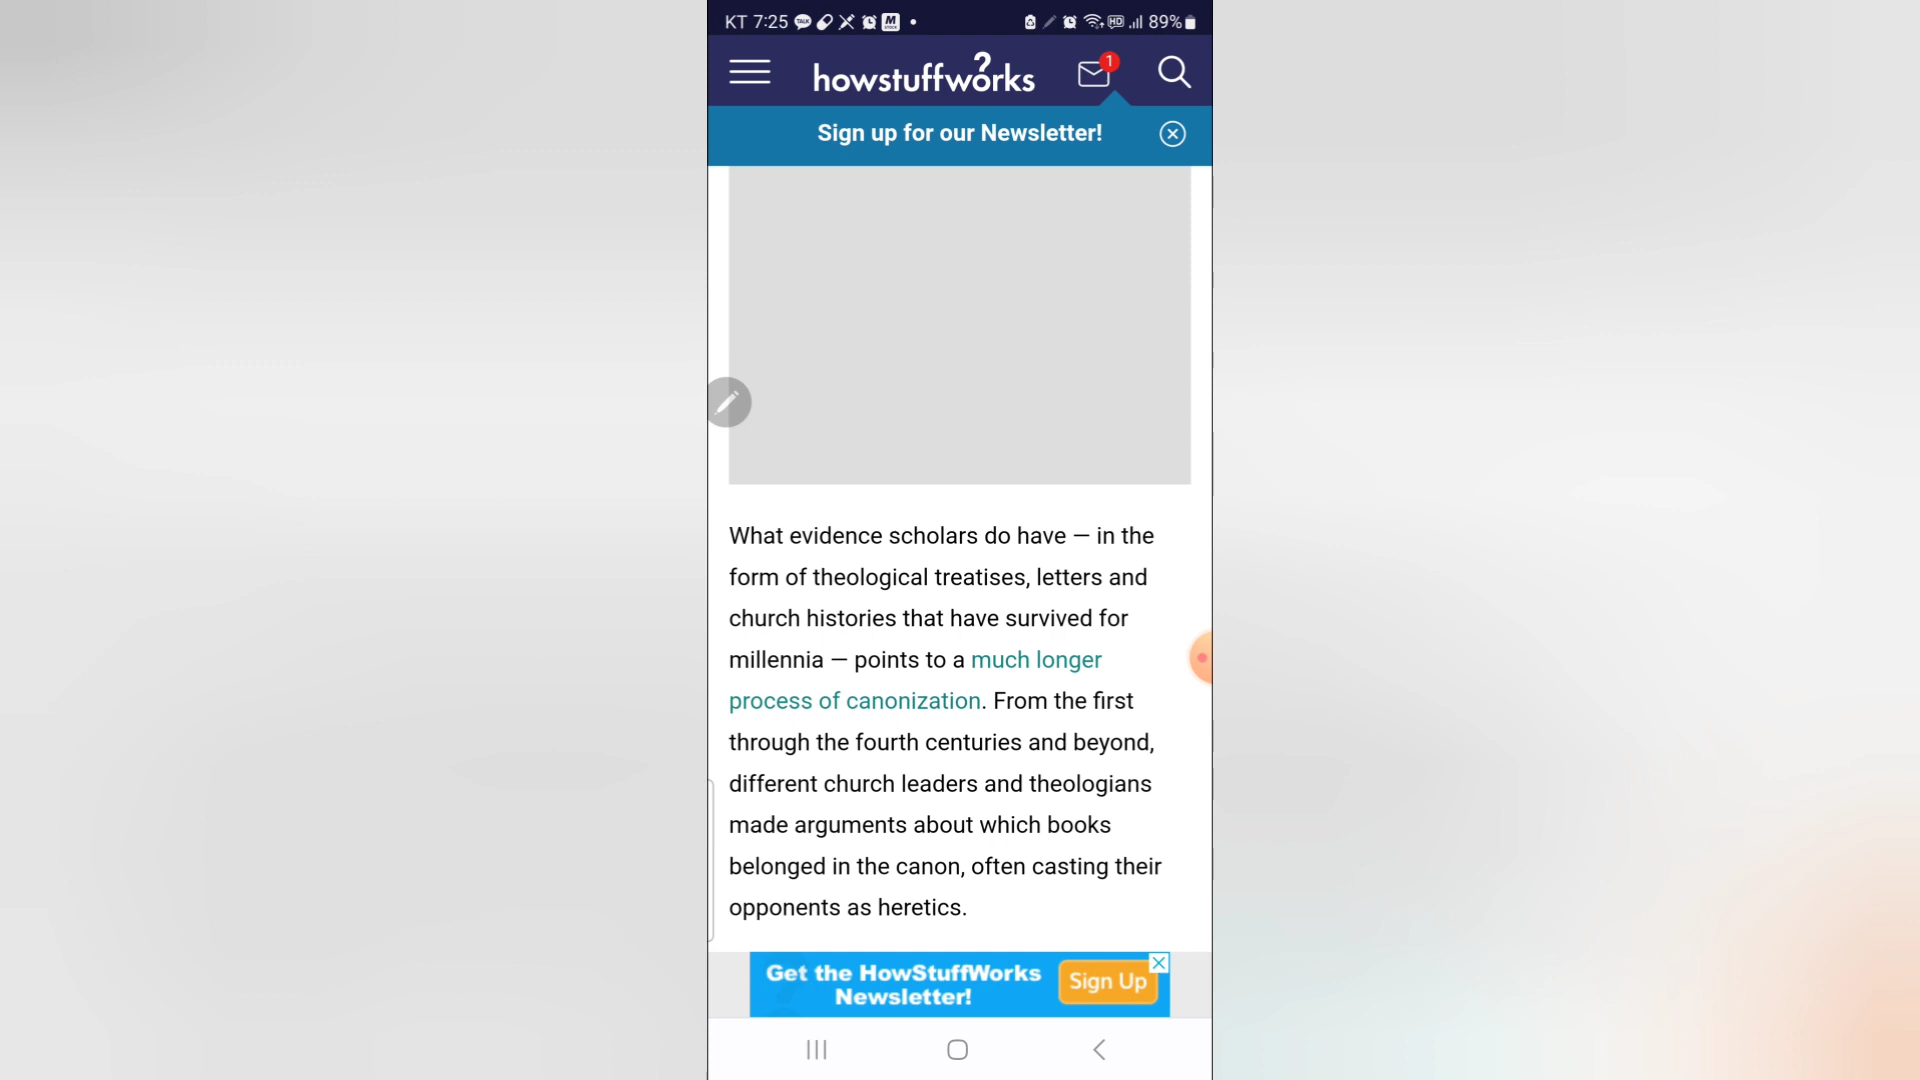 KT 7:25 89%
howstuffworks
1
Sign up for our Newsletter!
What evidence scholars do have — in the
form of theological treatises, letters and
church histories that have survived for
millennia — points to a much longer
process of canonization. From the first
through the fourth centuries and beyond,
different church leaders and theologians
made arguments about which books
belonged in the canon, often casting their
opponents as heretics.
Get the HowStuffWorks
Newsletter!
Sign Up